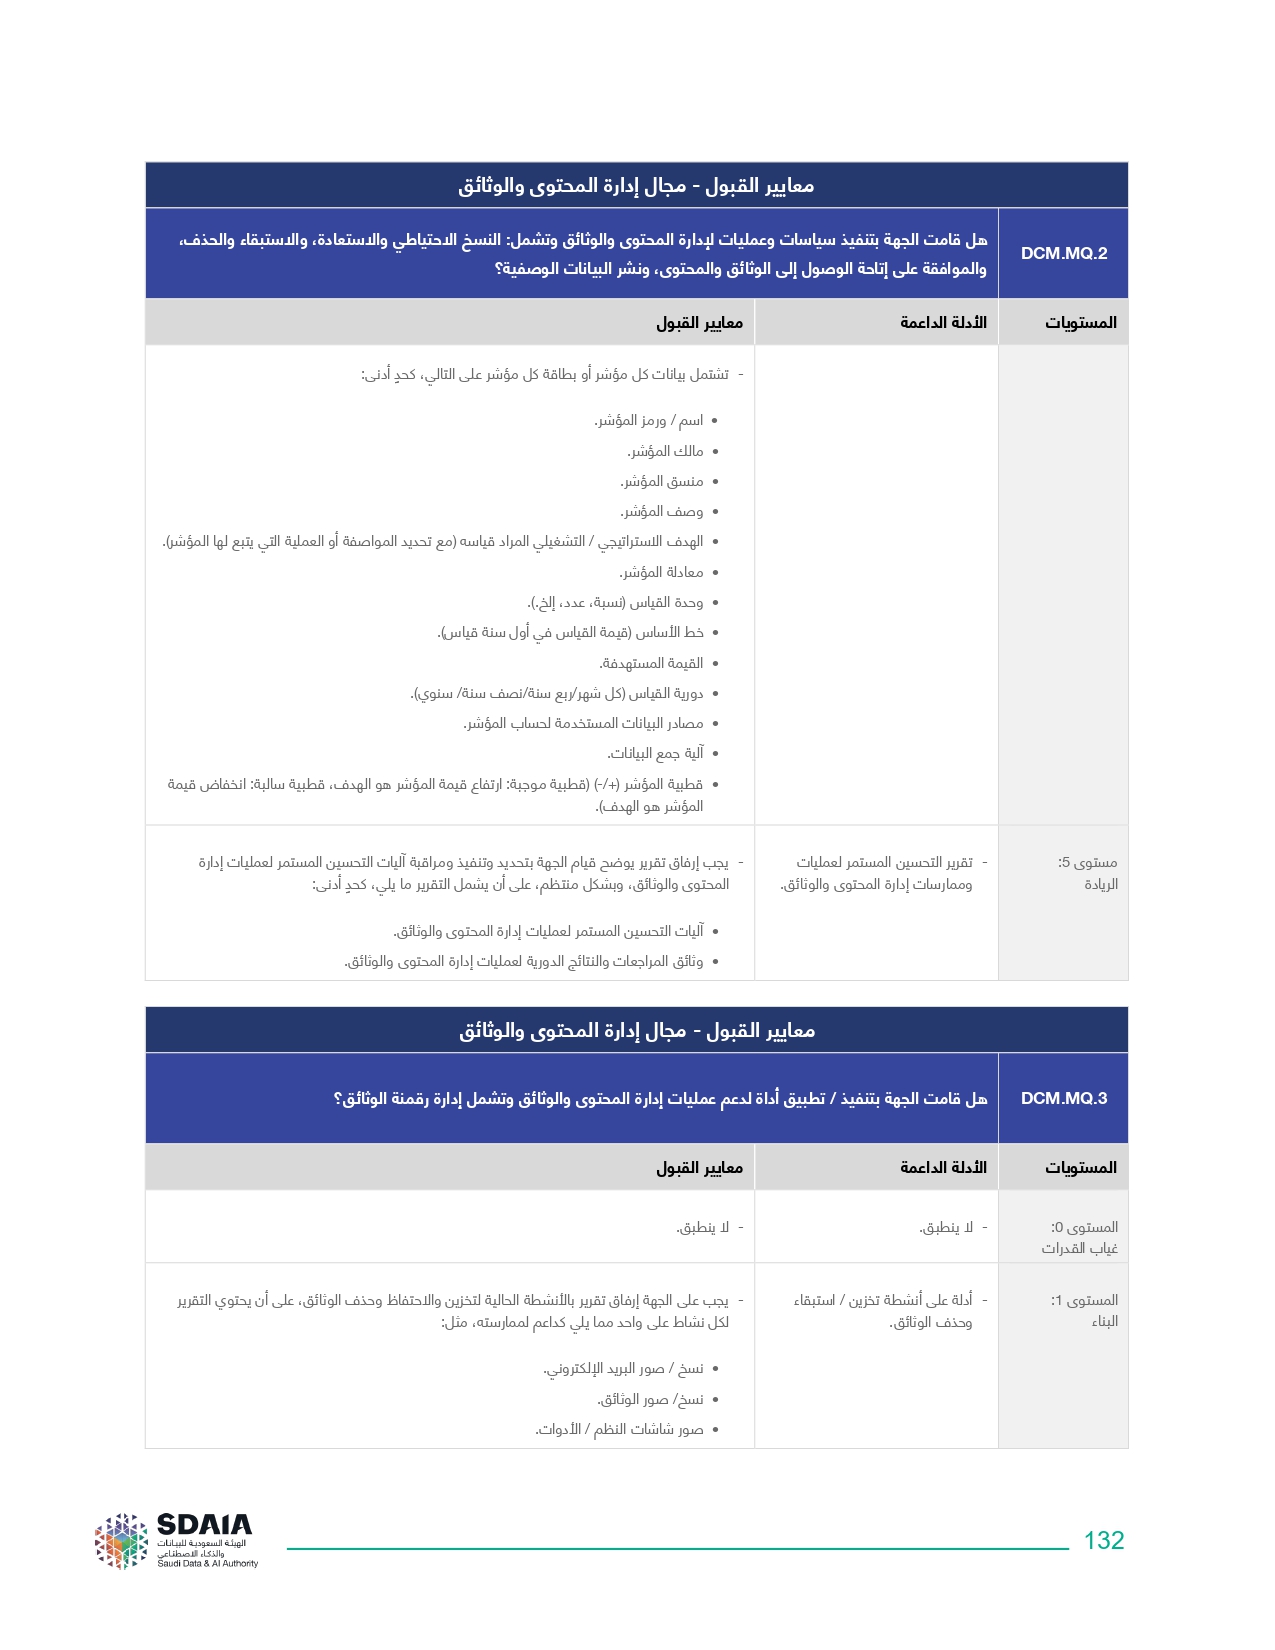 معايير القبول - مجال إدارة المحتوى والوثائق
DCM.MQ.2
هل قامت الجهة بتنفيذ سياسات وعمليات لإدارة المحتوى والوثائق وتشمل: النسخ الاحتياطي والاستعادة، والاستبقاء والحذف،
والموافقة على إتاحة الوصول إلى الوثائق والمحتوى، ونشر البيانات الوصفية؟
المستويات
الأدلة الداعمة
معايير القبول
- تشتمل بيانات كل مؤشر أو بطاقة كل مؤشر على التالي، كحدٍ أدنى:
• اسم / ورمز المؤشر.
• مالك المؤشر.
• منسق المؤشر.
• وصف المؤشر.
• الهدف الاستراتيجي / التشغيلي المراد قياسه (مع تحديد المواصفة أو العملية التي يتبع لها المؤشر).
• معادلة المؤشر.
• وحدة القياس (نسبة، عدد، إلخ.).
• خط الأساس (قيمة القياس في أول سنة قياس).
• القيمة المستهدفة.
• دورية القياس (كل شهر/ربع سنة/نصف سنة/ سنوي).
• مصادر البيانات المستخدمة لحساب المؤشر.
• آلية جمع البيانات.
• قطبية المؤشر (+/-) (قطبية موجبة: ارتفاع قيمة المؤشر هو الهدف، قطبية سالبة: انخفاض قيمة
المؤشر هو الهدف).
مستوى 5:
الريادة
- تقرير التحسين المستمر لعمليات
وممارسات إدارة المحتوى والوثائق.
- يجب إرفاق تقرير يوضح قيام الجهة بتحديد وتنفيذ ومراقبة آليات التحسين المستمر لعمليات إدارة
المحتوى والوثائق، وبشكل منتظم، على أن يشمل التقرير ما يلي، كحدٍ أدنى:
• آليات التحسين المستمر لعمليات إدارة المحتوى والوثائق.
• وثائق المراجعات والنتائج الدورية لعمليات إدارة المحتوى والوثائق.
معايير القبول - مجال إدارة المحتوى والوثائق
DCM.MQ.3
هل قامت الجهة بتنفيذ / تطبيق أداة لدعم عمليات إدارة المحتوى والوثائق وتشمل إدارة رقمنة الوثائق؟
المستويات
الأدلة الداعمة
معايير القبول
المستوى 0:
غياب القدرات
- لا ينطبق.
- لا ينطبق.
المستوى 1:
البناء
- أدلة على أنشطة تخزين / استبقاء
وحذف الوثائق.
- يجب على الجهة إرفاق تقرير بالأنشطة الحالية لتخزين والاحتفاظ وحذف الوثائق، على أن يحتوي التقرير
لكل نشاط على واحد مما يلي كداعم لممارسته، مثل:
• نسخ / صور البريد الإلكتروني.
• نسخ/ صور الوثائق.
• صور شاشات النظم / الأدوات.
SDAIA
الهيئة السعودية للبيانات
والذكاء الاصطناعي
Saudi Data & AI Authority
132